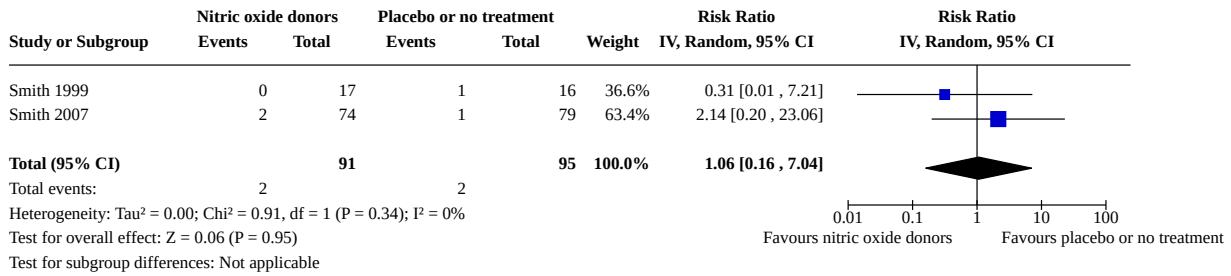 Nitric oxide donors Placebo or no treatment Risk Ratio Risk Ratio
Study or Subgroup Events Total Events Total Weight IV, Random, 95% CI IV, Random, 95% CI
Smith 1999 0 17 1 16 36.6% 0.31 [0.01 , 7.21]
Smith 2007 2 74 1 79 63.4% 2.14 [0.20 , 23.06]
Total (95% CI) 91 95 100.0% 1.06 [0.16 , 7.04]
Total events: 2 2
Heterogeneity: Tau² = 0.00; Chi² = 0.91, df = 1 (P = 0.34); I² = 0%
0.01 0.1 1 10 100
Test for overall effect: Z = 0.06 (P = 0.95) Favours nitric oxide donors Favours placebo or no treatment
Test for subgroup differences: Not applicable